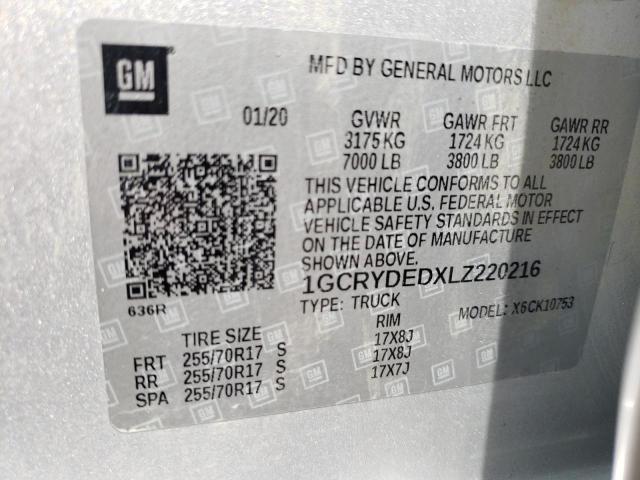 GM
MFD BY GENERAL MOTORS LLC
01/20
GVWR GAWR FRT GAWR RR
3175 KG 1724 KG 1724 KG
7000 LB 3800 LB 3800 LB
THIS VEHICLE CONFORMS TO ALL
APPLICABLE U.S. FEDERAL MOTOR
VEHICLE SAFETY STANDARDS IN EFFECT
ON THE DATE OF MANUFACTURE
SHOWN ABOVE.
1GCRYDEDXLZ220216
636R
TYPE: TRUCK MODEL: X6CK10753
TIRE SIZE RIM
FRT 255/70R17 S 17X8J
RR 255/70R17 S 17X8J
SPA 255/70R17 S 17X7J